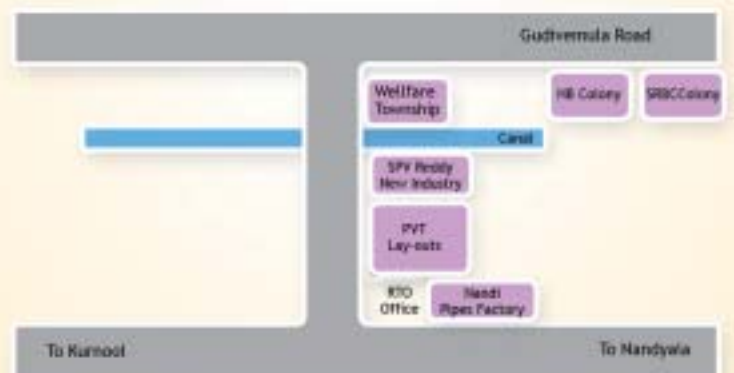 Gudivemula Road
Wellfare
Township
HB Colony
SRBCColony
Canal
SPV Reddy
New Industry
PVT
Lay-outs
RTO
Office
Nandi
Pipes Factory
To Kurnool
To Nandyala